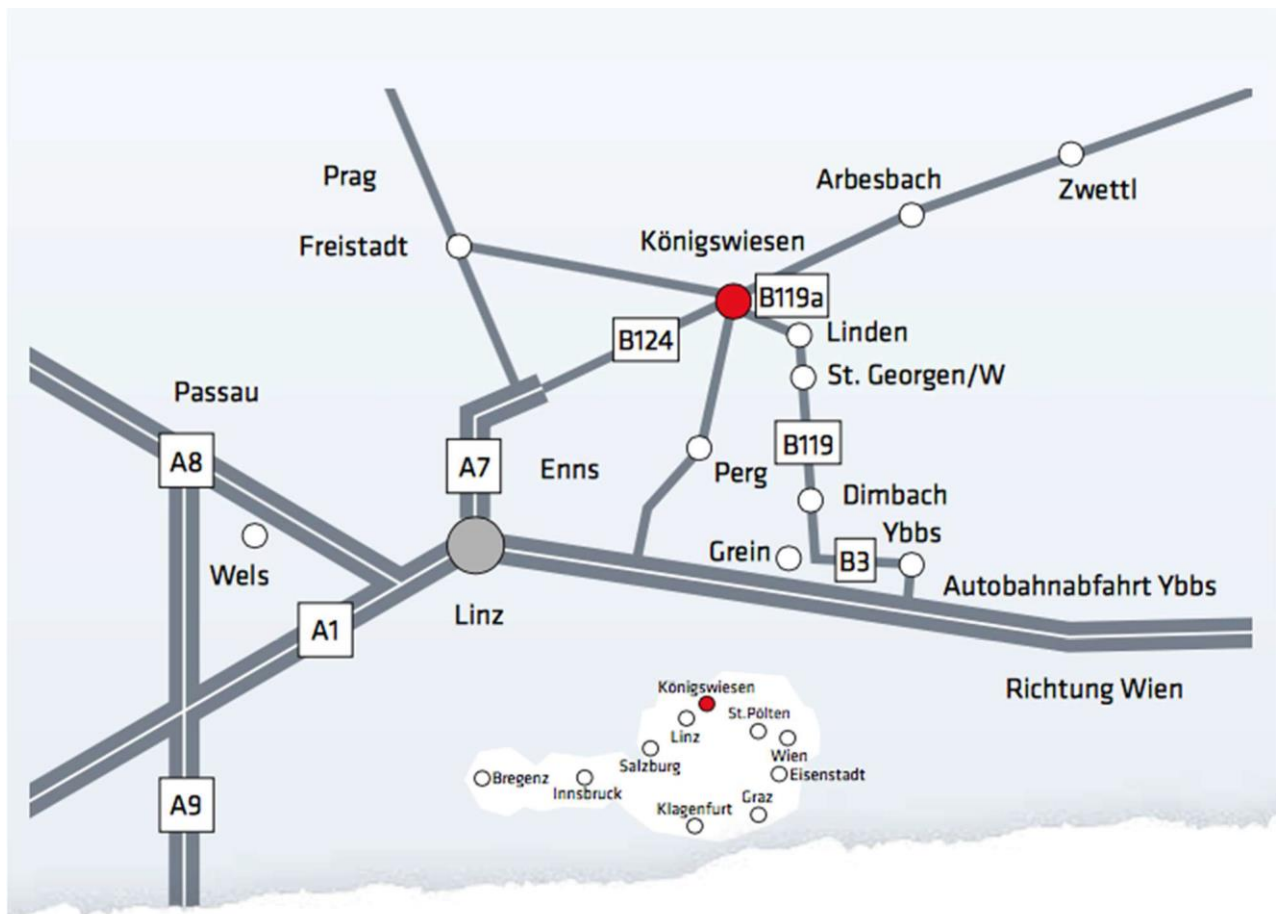 Prag
Arbesbach
Zwettl
Freistadt
Königswiesen
B119a
B124
Linden
St. Georgen/W
Passau
A8
A7
Enns
B119
Perg
Dimbach
Ybbs
Grein
B3
Wels
Autobahnabfahrt Ybbs
Linz
A1
Richtung Wien
Königswiesen
St.Pölten
Linz
Wien
Salzburg
Eisenstadt
Bregenz
Innsbruck
Graz
Klagenfurt
A9